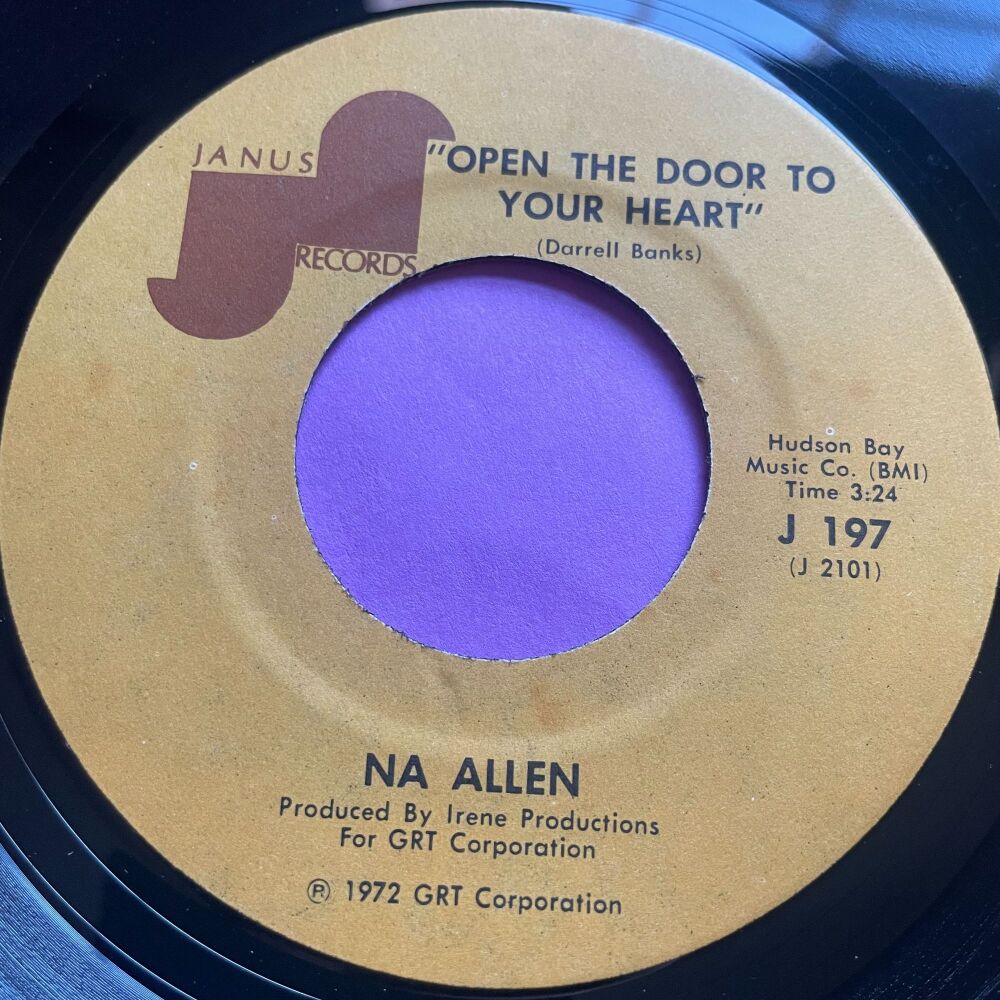 JANUS
RECORDS
"OPEN THE DOOR TO
YOUR HEART"
(Darrell Banks)
Hudson Bay
Music Co. (BMI)
Time 3:24
J 197
(J 2101)
NA ALLEN
Produced By Irene Productions
For GRT Corporation
Ⓟ 1972 GRT Corporation